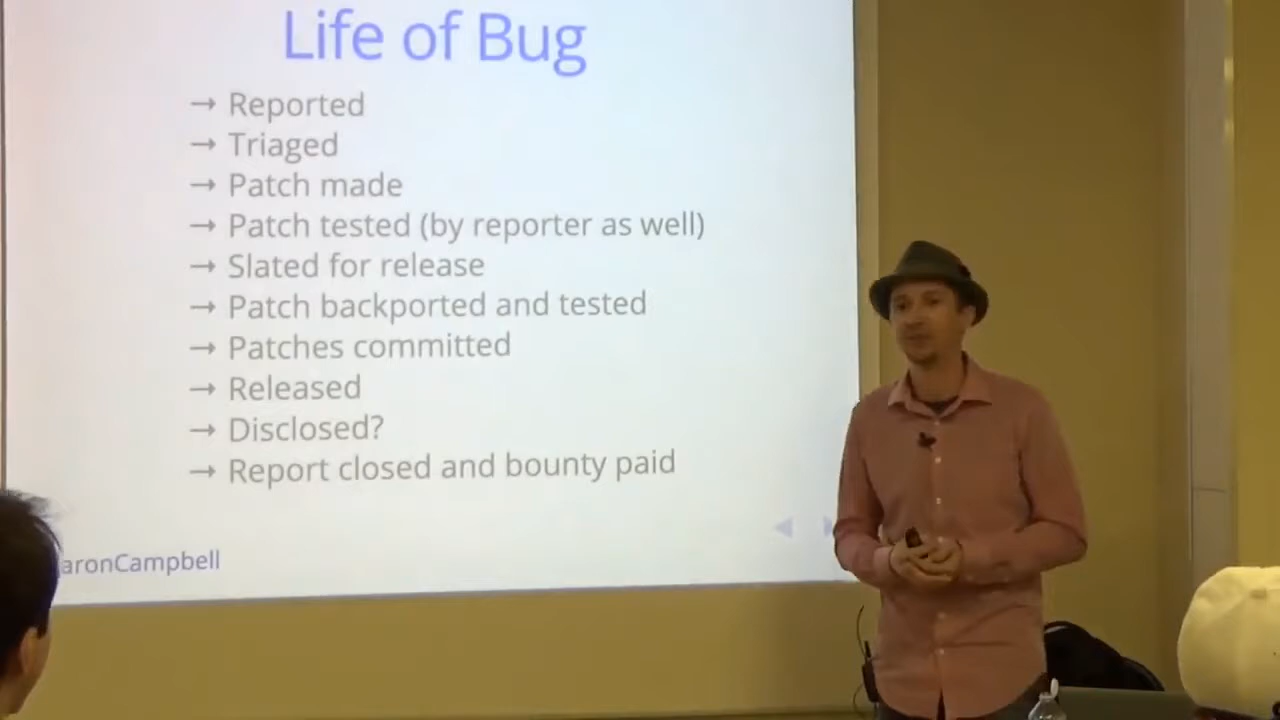 Life of Bug
→ Reported
→ Triaged
→ Patch made
→ Patch tested (by reporter as well)
→ Slated for release
→ Patch backported and tested
→ Patches committed
→ Released
→ Disclosed?
→ Report closed and bounty paid
aronCampbell